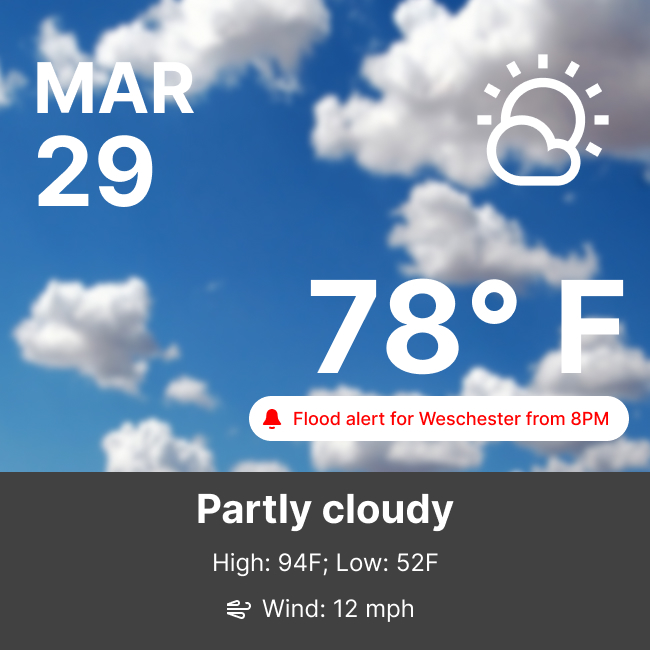 MAR
29
78° F
Flood alert for Weschester from 8PM
Partly cloudy
High: 94F; Low: 52F
Wind: 12 mph